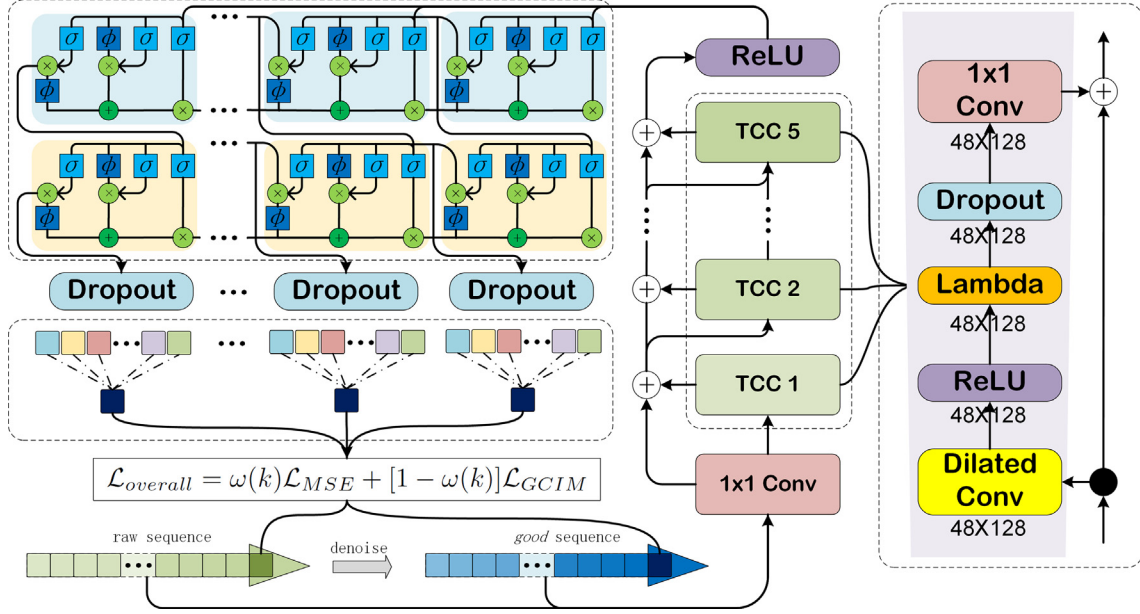 σ ϕ σ σ ... σ ϕ σ σ σ ϕ σ σ
× × × × × ×
ϕ ϕ ϕ
+ × ... + × + ×
σ ϕ σ σ ... σ ϕ σ σ σ ϕ σ σ
× × × × × ×
ϕ ϕ ϕ
+ × ... + × + ×
Dropout ... Dropout Dropout
... ... ... ...
ℒ_overall = ω(k)ℒ_MSE + [1 − ω(k)]ℒ_GCIM
raw sequence
...
denoise
good sequence
...
ReLU
TCC 5
+
... ...
TCC 2
+
TCC 1
+
1x1 Conv
1x1
Conv
+
48X128
Dropout
48X128
Lambda
48X128
ReLU
48X128
Dilated
Conv
48X128